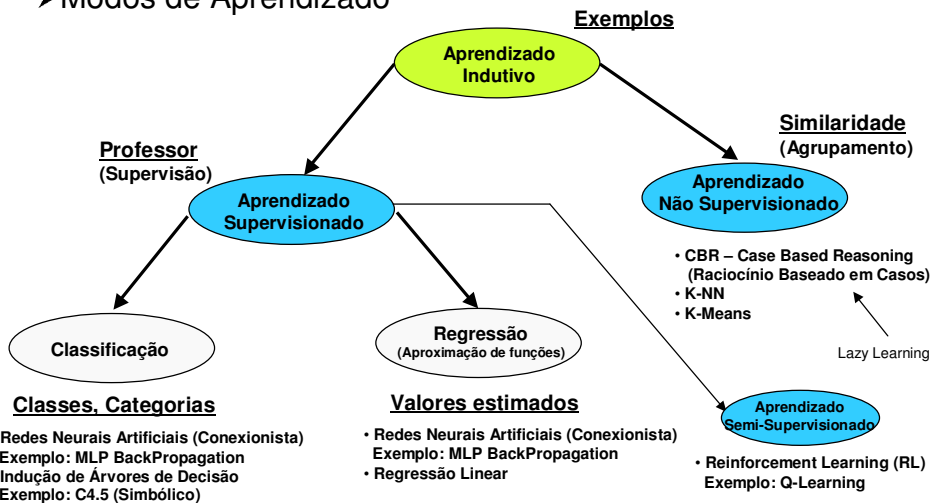 ➢Modos de Aprendizado
Exemplos
Aprendizado
Indutivo
Similaridade
(Agrupamento)
Professor
(Supervisão)
Aprendizado
Supervisionado
Aprendizado
Não Supervisionado
• CBR – Case Based Reasoning
(Raciocínio Baseado em Casos)
• K-NN
• K-Means
Lazy Learning
Classificação
Regressão
(Aproximação de funções)
Classes, Categorias
Redes Neurais Artificiais (Conexionista)
Exemplo: MLP BackPropagation
Indução de Árvores de Decisão
Exemplo: C4.5 (Simbólico)
Valores estimados
• Redes Neurais Artificiais (Conexionista)
Exemplo: MLP BackPropagation
• Regressão Linear
Aprendizado
Semi-Supervisionado
• Reinforcement Learning (RL)
Exemplo: Q-Learning